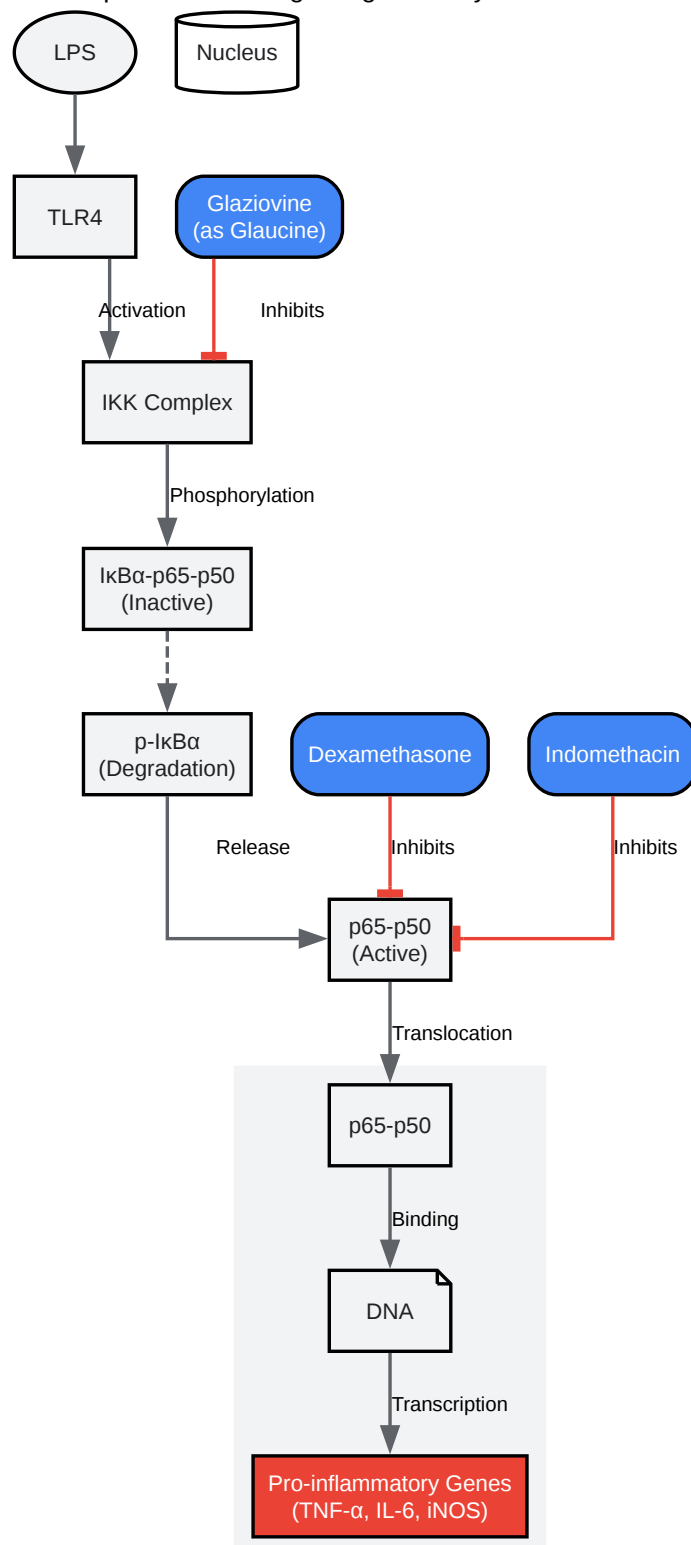 LPS
Nucleus
TLR4
Glaziovine
(as Glaucine)
Activation
Inhibits
IKK Complex
Phosphorylation
IκBα-p65-p50
(Inactive)
p-IκBα
(Degradation)
Dexamethasone
Indomethacin
Release
Inhibits
Inhibits
p65-p50
(Active)
Translocation
p65-p50
Binding
DNA
Transcription
Pro-inflammatory Genes
(TNF-α, IL-6, iNOS)